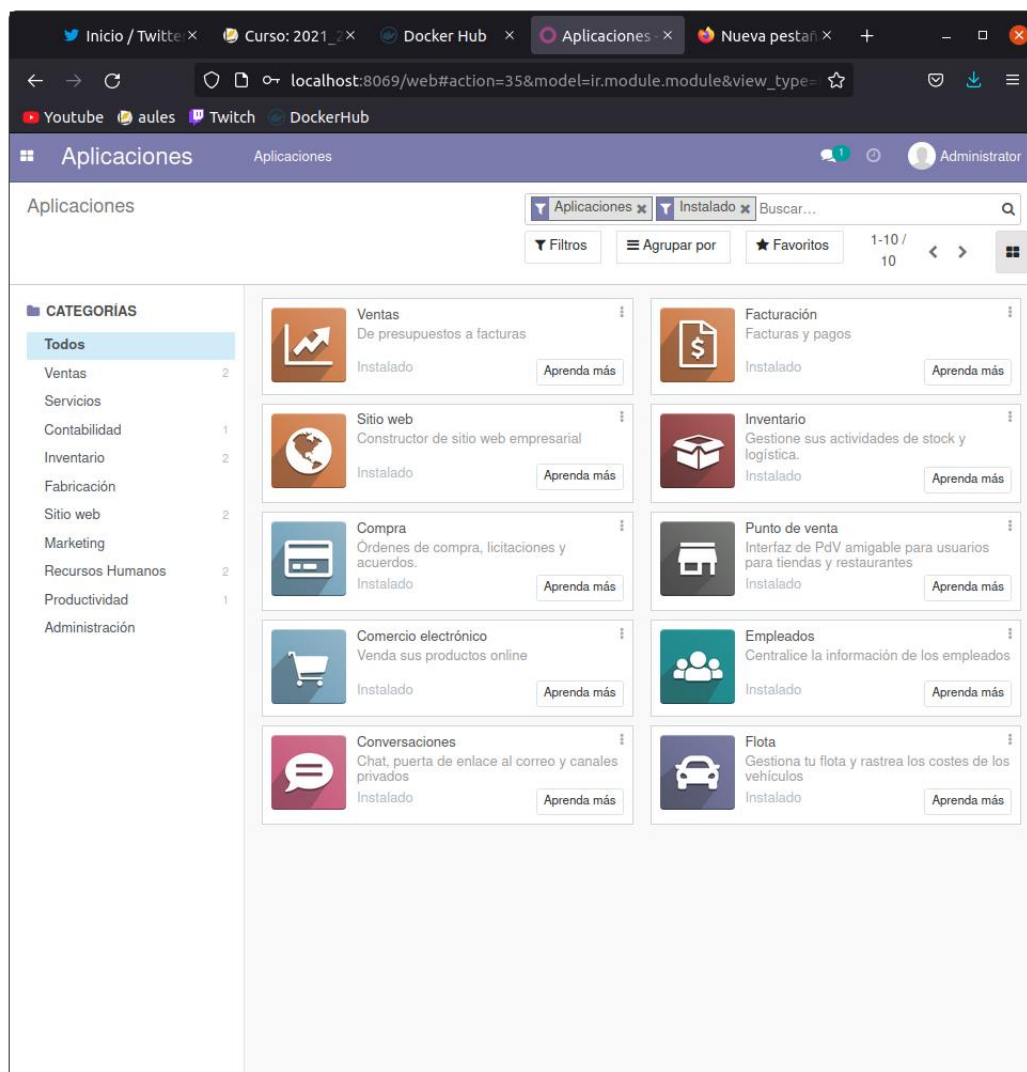 Inicio / Twitte
Curso: 2021_2
Docker Hub
Aplicaciones -
Nueva pestañ
localhost:8069/web#action=35&model=ir.module.module&view_type=
Youtube
aules
Twitch
DockerHub
Aplicaciones
Aplicaciones
1
Administrator
Aplicaciones
Aplicaciones
Instalado
Buscar...
Filtros
Agrupar por
Favoritos
1-10 /
10
CATEGORÍAS
Todos
Ventas 2
Servicios
Contabilidad 1
Inventario 2
Fabricación
Sitio web 2
Marketing
Recursos Humanos 2
Productividad 1
Administración
Ventas
De presupuestos a facturas
Instalado
Aprenda más
Facturación
Facturas y pagos
Instalado
Aprenda más
Sitio web
Constructor de sitio web empresarial
Instalado
Aprenda más
Inventario
Gestione sus actividades de stock y
logística.
Instalado
Aprenda más
Compra
Órdenes de compra, licitaciones y
acuerdos.
Instalado
Aprenda más
Punto de venta
Interfaz de PdV amigable para usuarios
para tiendas y restaurantes
Instalado
Aprenda más
Comercio electrónico
Venda sus productos online
Instalado
Aprenda más
Empleados
Centralice la información de los empleados
Instalado
Aprenda más
Conversaciones
Chat, puerta de enlace al correo y canales
privados
Instalado
Aprenda más
Flota
Gestiona tu flota y rastrea los costes de los
vehículos
Instalado
Aprenda más